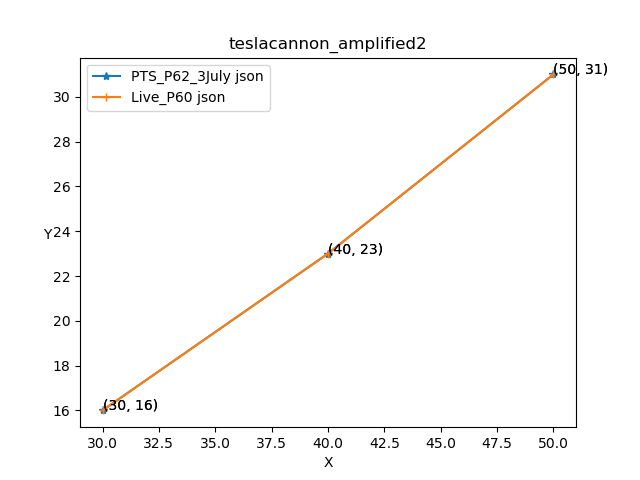 teslacannon_amplified2
PTS_P62_3July json
Live_P60 json
(50, 31)
(40, 23)
(30, 16)
30
28
26
24
22
20
18
16
Y
30.0 32.5 35.0 37.5 40.0 42.5 45.0 47.5 50.0
X